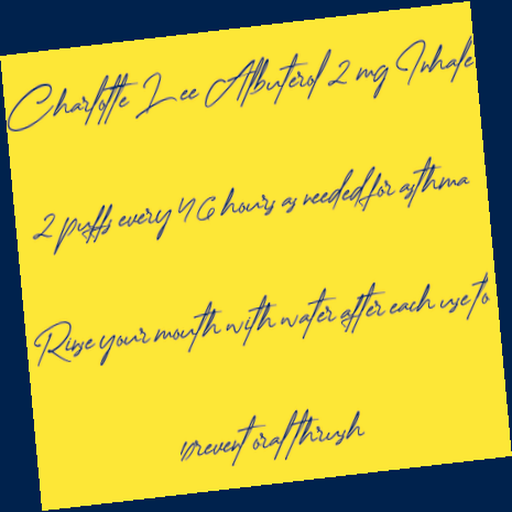 Charlotte Lee Albuterol 2 mg Inhale
2 puffs every 4 6 hours as needed for asthma
Rinse your mouth with water after each use to
prevent oral thrush